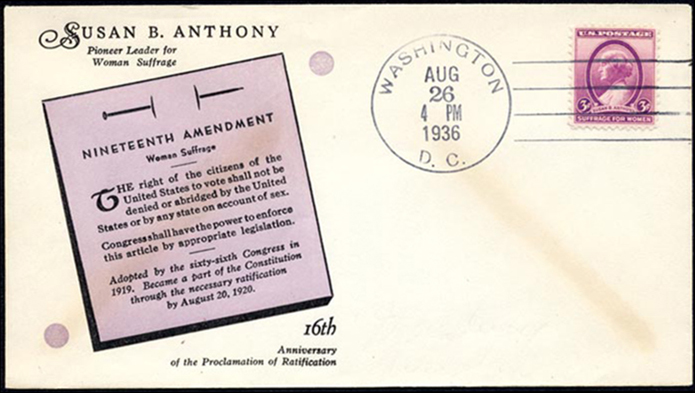 SUSAN B. ANTHONY
Pioneer Leader for
Woman Suffrage
NINETEENTH AMENDMENT
Woman Suffrage
THE right of the citizens of the
United States to vote shall not be
denied or abridged by the United
States or by any state on account of sex.
Congress shall have the power to enforce
this article by appropriate legislation.
Adopted by the sixty-sixth Congress in
1919. Became a part of the Constitution
through the necessary ratification
by August 20, 1920.
16th
Anniversary
of the Proclamation of Ratification
WASHINGTON
AUG
26
4 PM
1936
D. C.
U.S. POSTAGE
3¢ 3¢
SUSAN B. ANTHONY
SUFFRAGE FOR WOMEN